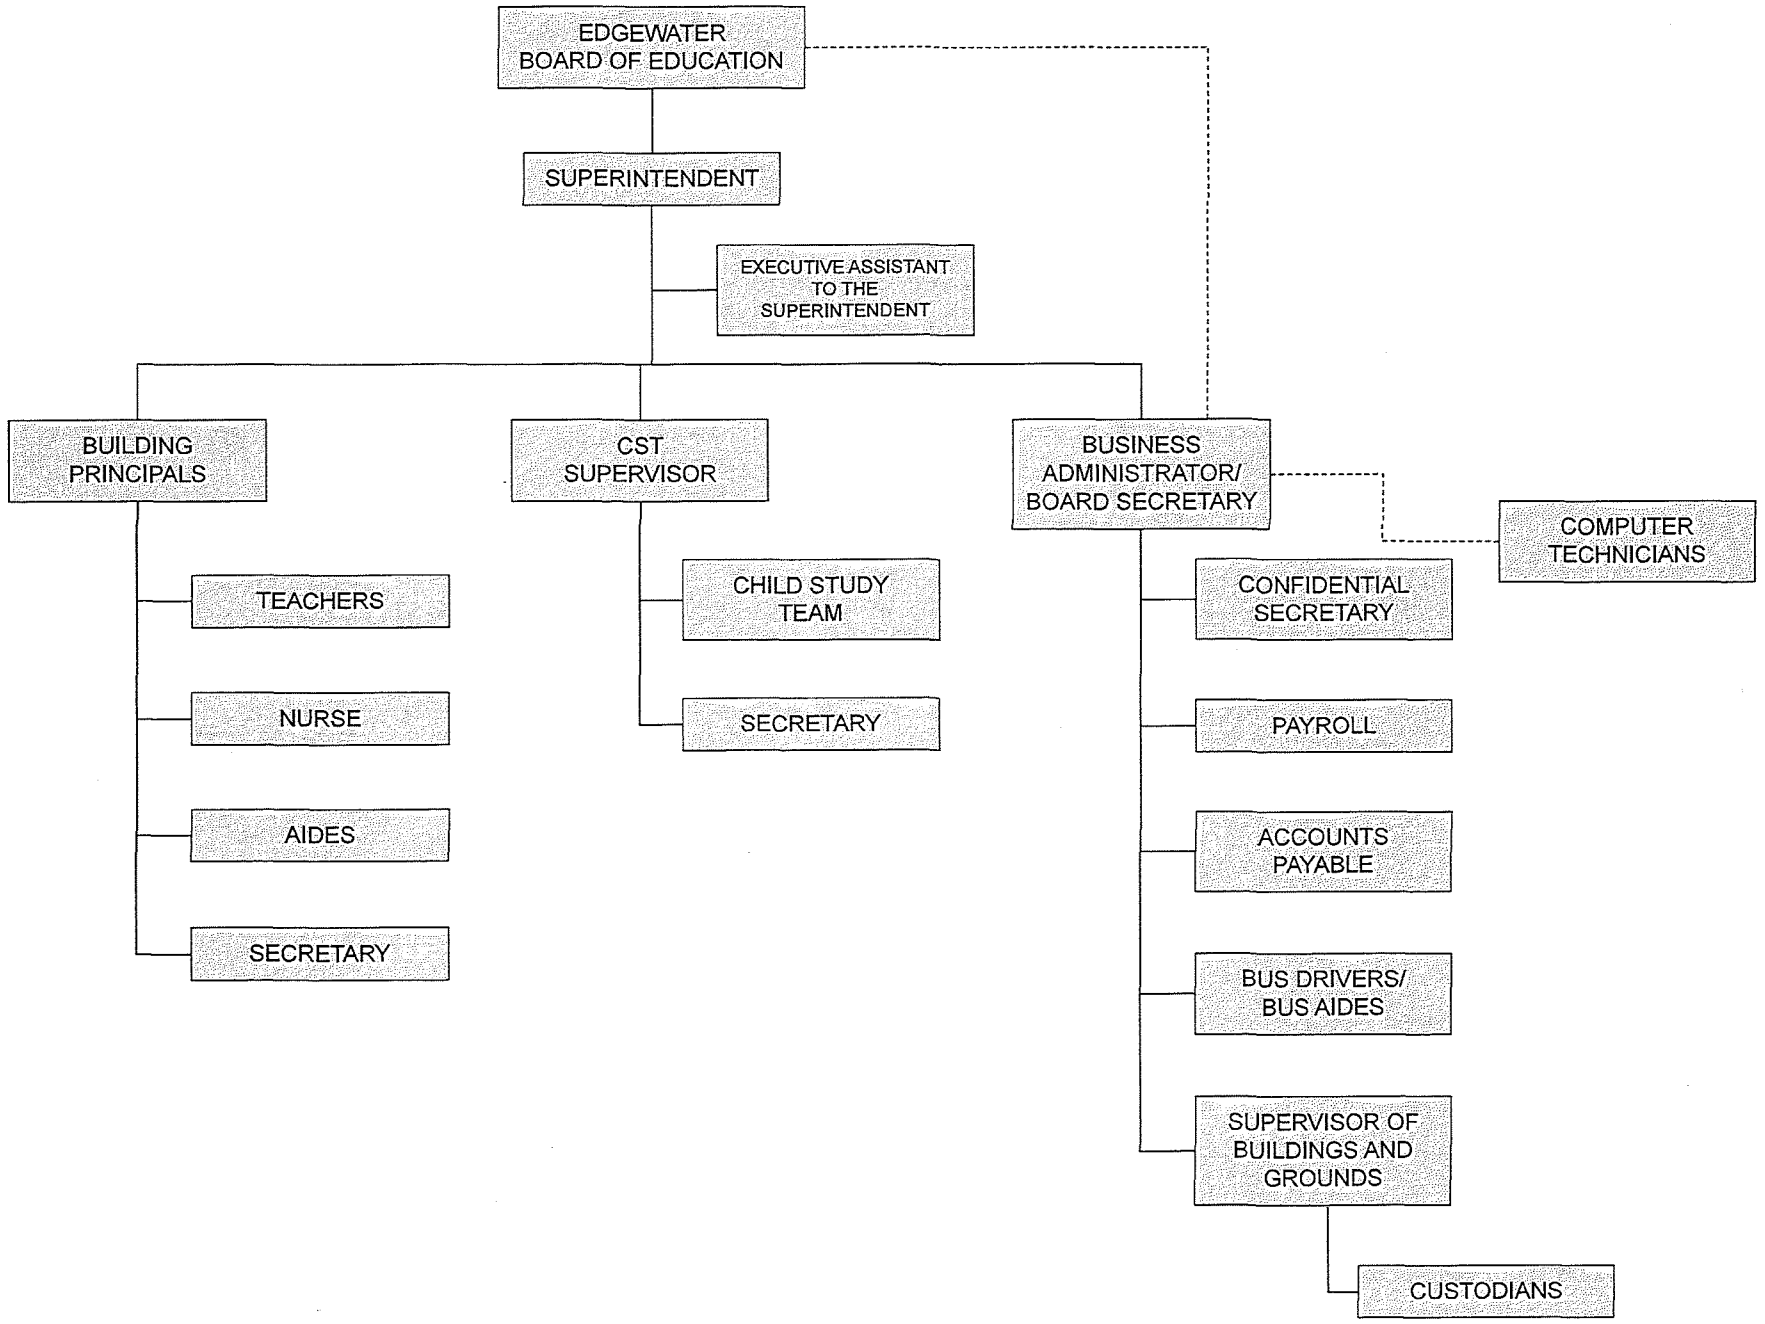 EDGEWATER
BOARD OF EDUCATION
SUPERINTENDENT
EXECUTIVE ASSISTANT
TO THE
SUPERINTENDENT
BUILDING
PRINCIPALS
TEACHERS
NURSE
AIDES
SECRETARY
CST
SUPERVISOR
CHILD STUDY
TEAM
SECRETARY
BUSINESS
ADMINISTRATOR/
BOARD SECRETARY
COMPUTER
TECHNICIANS
CONFIDENTIAL
SECRETARY
PAYROLL
ACCOUNTS
PAYABLE
BUS DRIVERS/
BUS AIDES
SUPERVISOR OF
BUILDINGS AND
GROUNDS
CUSTODIANS